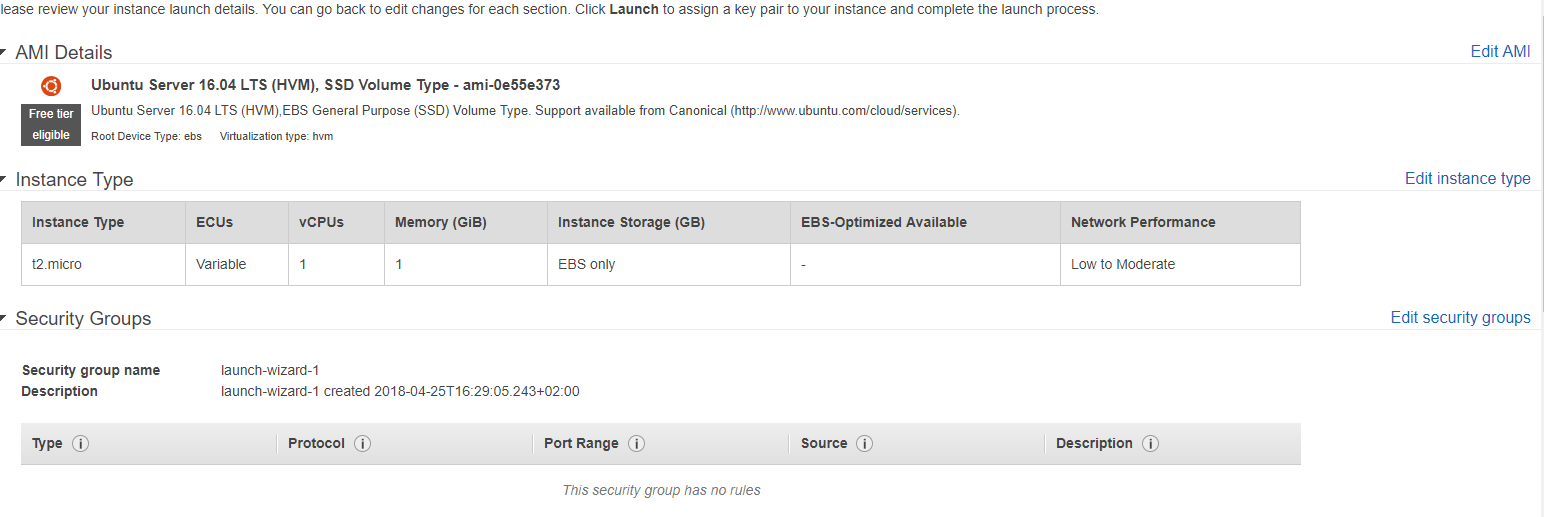 lease review your instance launch details. You can go back to edit changes for each section. Click Launch to assign a key pair to your instance and complete the launch process.
AMI Details Edit AMI
Ubuntu Server 16.04 LTS (HVM), SSD Volume Type - ami-0e55e373
Free tier eligible
Ubuntu Server 16.04 LTS (HVM),EBS General Purpose (SSD) Volume Type. Support available from Canonical (http://www.ubuntu.com/cloud/services).
Root Device Type: ebs Virtualization type: hvm
Instance Type Edit instance type
Instance Type ECUs vCPUs Memory (GiB) Instance Storage (GB) EBS-Optimized Available Network Performance
t2.micro Variable 1 1 EBS only - Low to Moderate
Security Groups Edit security groups
Security group name launch-wizard-1
Description launch-wizard-1 created 2018-04-25T16:29:05.243+02:00
Type i Protocol i Port Range i Source i Description i
This security group has no rules